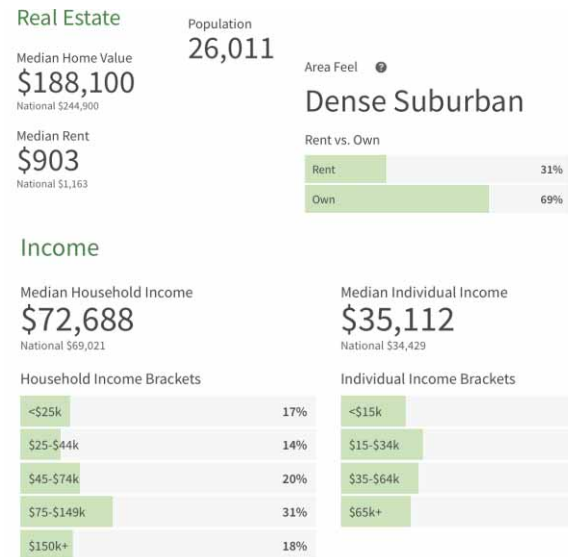 Real Estate
Population
26,011
Median Home Value
$188,100
National $244,900
Area Feel ?
Dense Suburban
Median Rent
$903
National $1,163
Rent vs. Own
Rent 31%
Own 69%
Income
Median Household Income
$72,688
National $69,021
Household Income Brackets
<$25k 17%
$25-$44k 14%
$45-$74k 20%
$75-$149k 31%
$150k+ 18%
Median Individual Income
$35,112
National $34,429
Individual Income Brackets
<$15k
$15-$34k
$35-$64k
$65k+